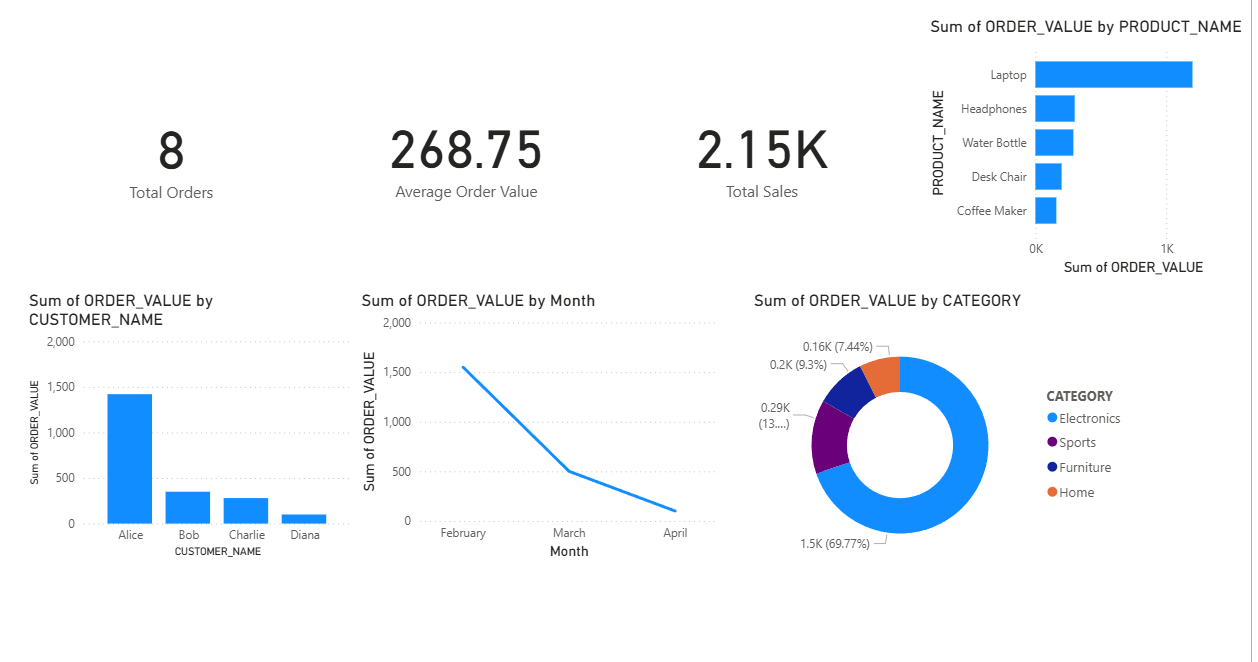 8
Total Orders
268.75
Average Order Value
2.15K
Total Sales
Sum of ORDER_VALUE by PRODUCT_NAME
PRODUCT_NAME
Laptop
Headphones
Water Bottle
Desk Chair
Coffee Maker
0K 1K
Sum of ORDER_VALUE
Sum of ORDER_VALUE by
CUSTOMER_NAME
Sum of ORDER_VALUE
2,000
1,500
1,000
500
0
Alice Bob Charlie Diana
CUSTOMER_NAME
Sum of ORDER_VALUE by Month
Sum of ORDER_VALUE
2,000
1,500
1,000
500
0
February March April
Month
Sum of ORDER_VALUE by CATEGORY
0.16K (7.44%)
0.2K (9.3%)
0.29K
(13....)
1.5K (69.77%)
CATEGORY
Electronics
Sports
Furniture
Home